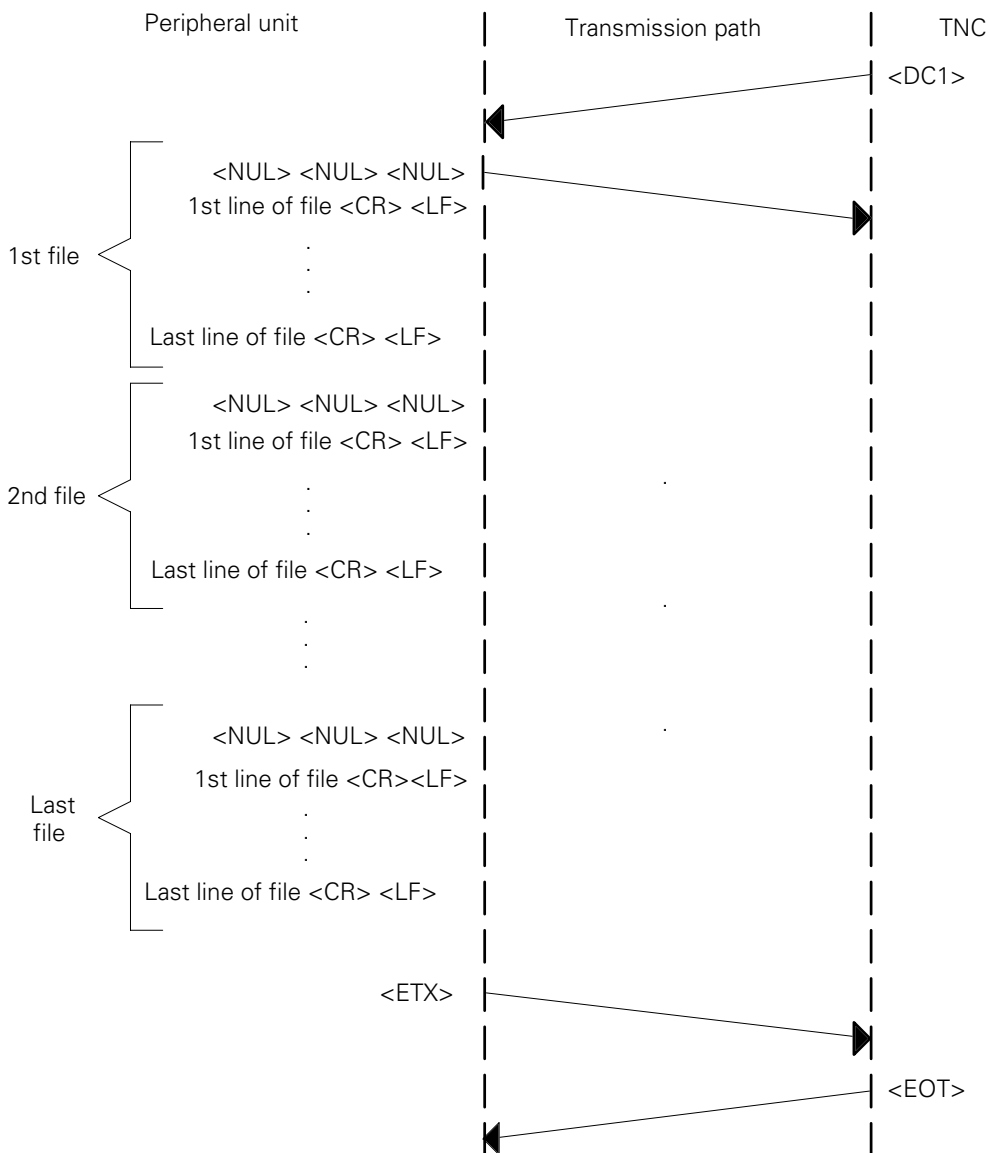 Peripheral unit Transmission path TNC
<DC1>
<NUL> <NUL> <NUL>
1st line of file <CR> <LF>
.
1st file
.
.
Last line of file <CR> <LF>
<NUL> <NUL> <NUL>
1st line of file <CR> <LF>
.
.
2nd file
.
.
Last line of file <CR> <LF>
.
.
.
.
<NUL> <NUL> <NUL>
.
1st line of file <CR><LF>
Last
file
.
.
.
Last line of file <CR> <LF>
<ETX>
<EOT>